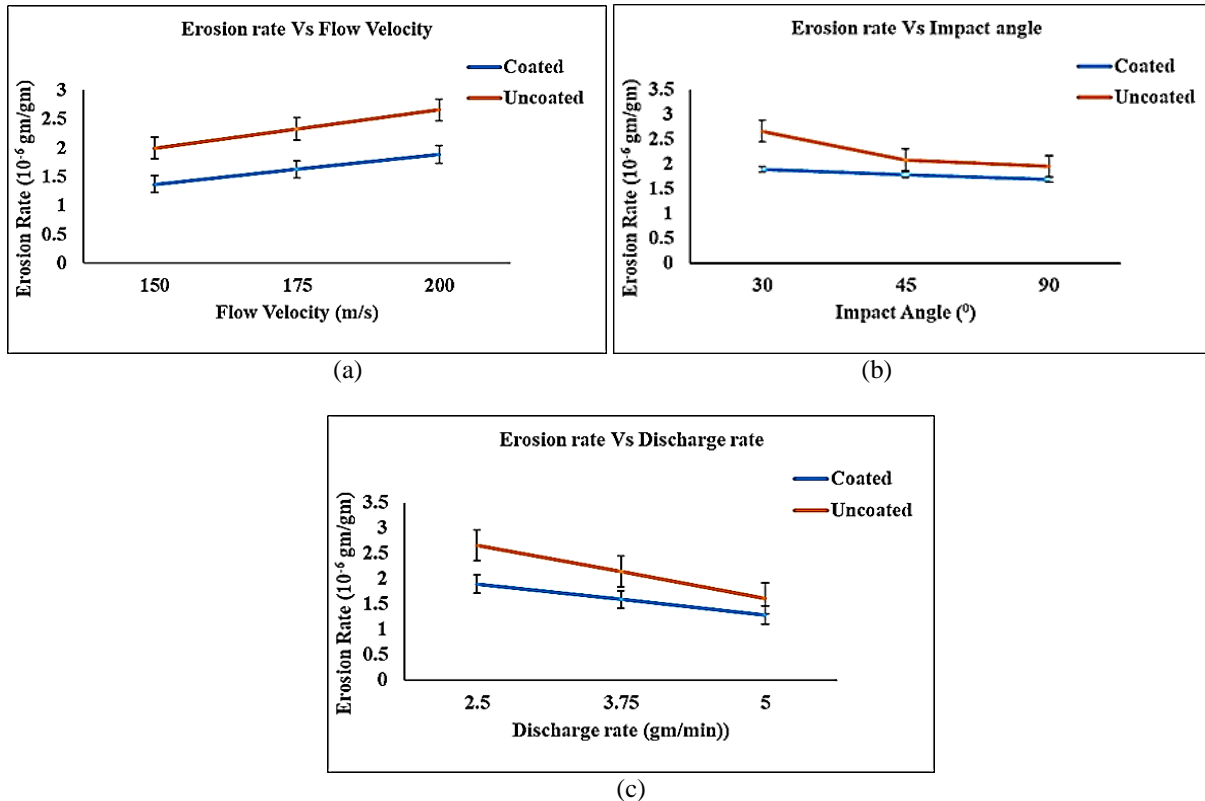 Erosion rate Vs Flow Velocity
Coated
Uncoated
Erosion Rate (10⁻⁶ gm/gm)
3
2.5
2
1.5
1
0.5
0
150 175 200
Flow Velocity (m/s)
(a)
Erosion rate Vs Impact angle
Coated
Uncoated
Erosion Rate (10⁻⁶ gm/gm)
3.5
3
2.5
2
1.5
1
0.5
0
30 45 90
Impact Angle (⁰)
(b)
Erosion rate Vs Discharge rate
Coated
Uncoated
Erosion Rate (10⁻⁶ gm/gm)
3.5
3
2.5
2
1.5
1
0.5
0
2.5 3.75 5
Discharge rate (gm/min))
(c)